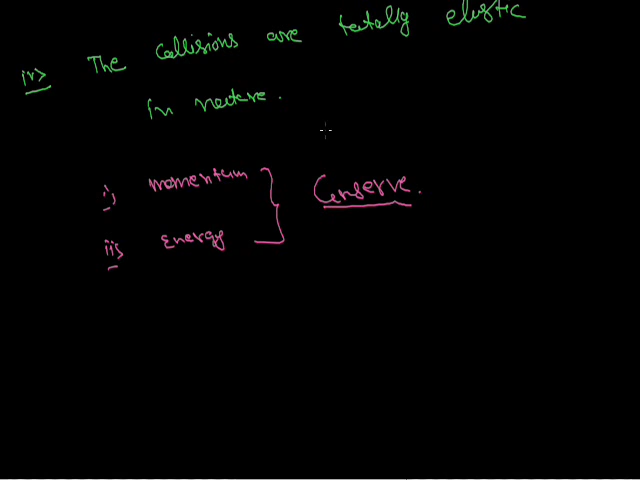 iv> The Collisions are totally elastic
in nature.
i> momentum
ii> Energy
Conserve.